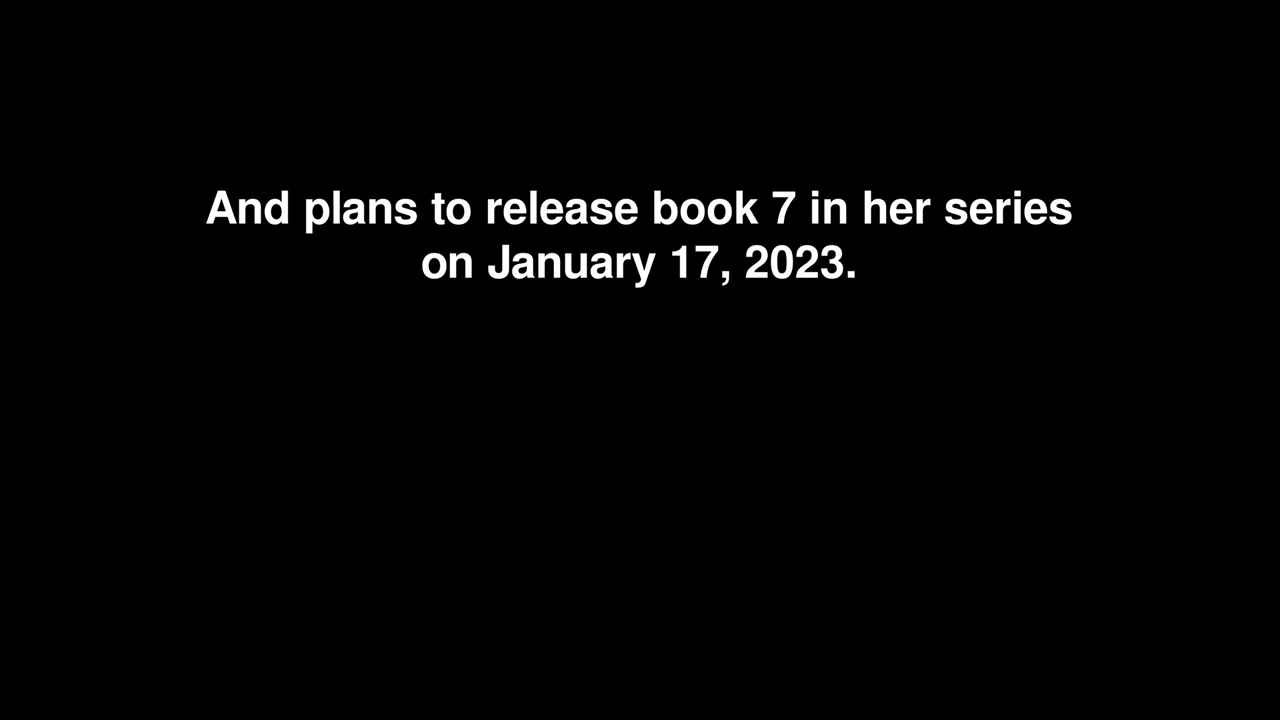 And plans to release book 7 in her series
on January 17, 2023.